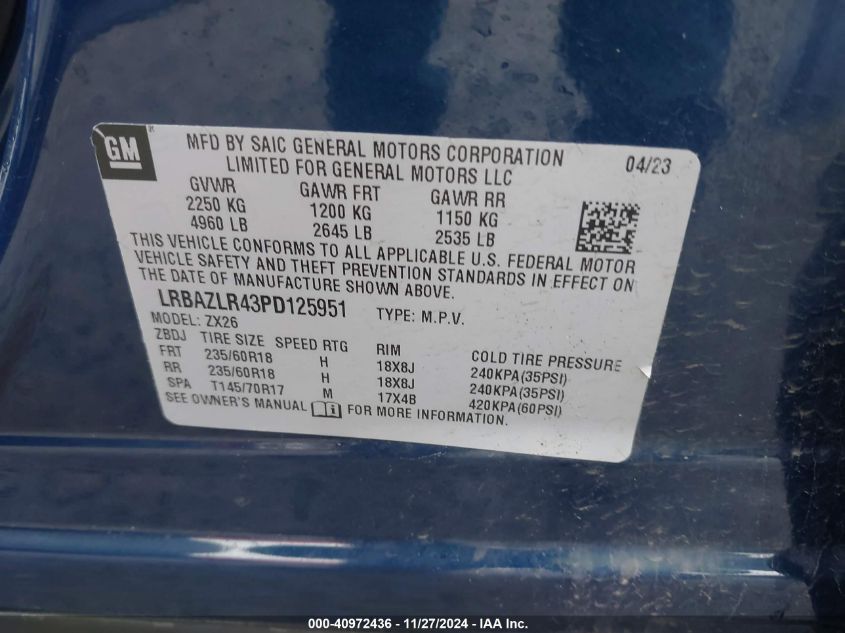 GM
MFD BY SAIC GENERAL MOTORS CORPORATION
LIMITED FOR GENERAL MOTORS LLC
04/23
GVWR GAWR FRT GAWR RR
2250 KG 1200 KG 1150 KG
4960 LB 2645 LB 2535 LB
THIS VEHICLE CONFORMS TO ALL APPLICABLE U.S. FEDERAL MOTOR
VEHICLE SAFETY AND THEFT PREVENTION STANDARDS IN EFFECT ON
THE DATE OF MANUFACTURE SHOWN ABOVE.
LRBAZLR43PD125951 TYPE: M.P.V.
MODEL: ZX26
ZBDJ TIRE SIZE SPEED RTG RIM COLD TIRE PRESSURE
FRT 235/60R18 H 18X8J 240KPA(35PSI)
RR 235/60R18 H 18X8J 240KPA(35PSI)
SPA T145/70R17 M 17X4B 420KPA(60PSI)
SEE OWNER'S MANUAL FOR MORE INFORMATION.
000-40972436 - 11/27/2024 - IAA Inc.